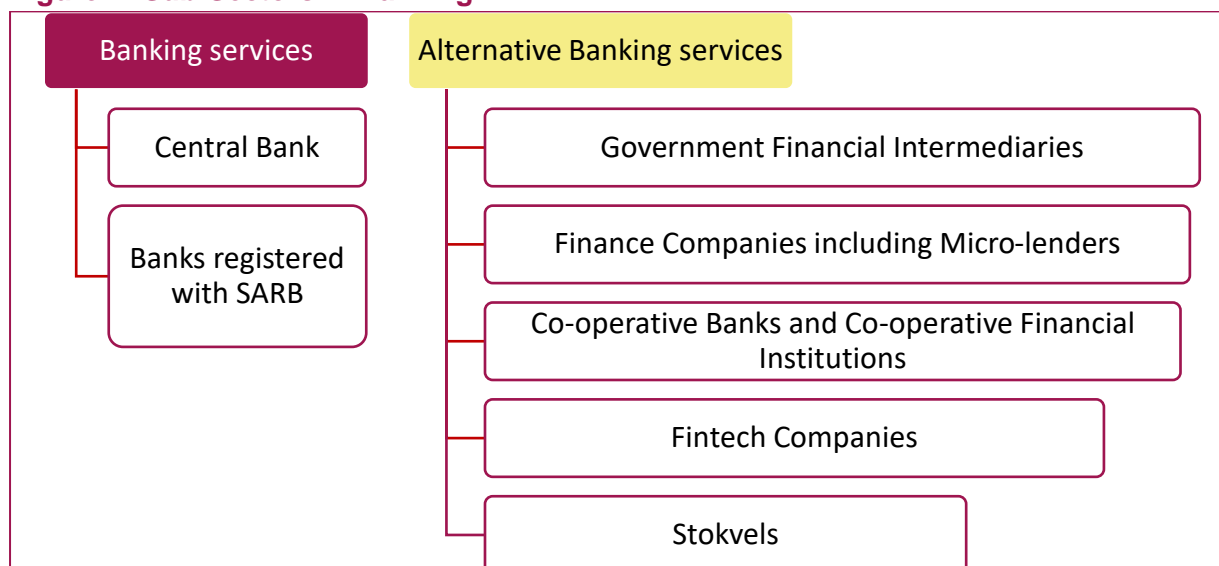 Banking services
Central Bank
Banks registered
with SARB
Alternative Banking services
Government Financial Intermediaries
Finance Companies including Micro-lenders
Co-operative Banks and Co-operative Financial
Institutions
Fintech Companies
Stokvels